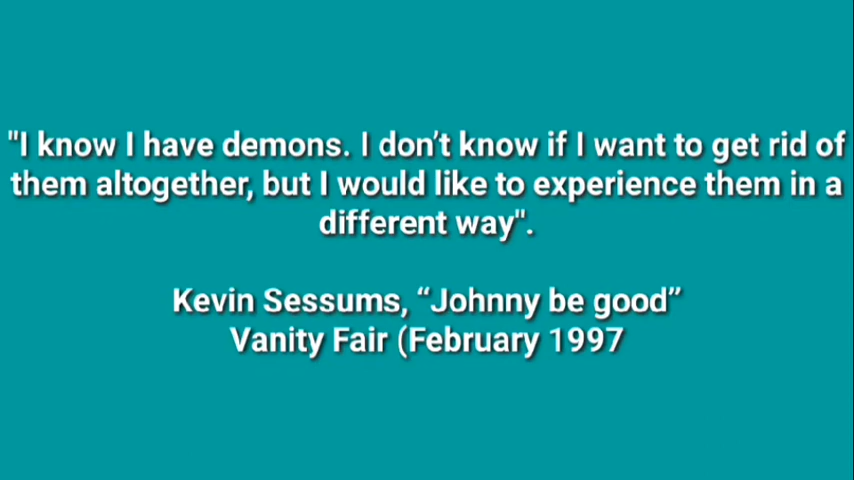 "I know I have demons. I don’t know if I want to get rid of
them altogether, but I would like to experience them in a
different way".
Kevin Sessums, “Johnny be good”
Vanity Fair (February 1997